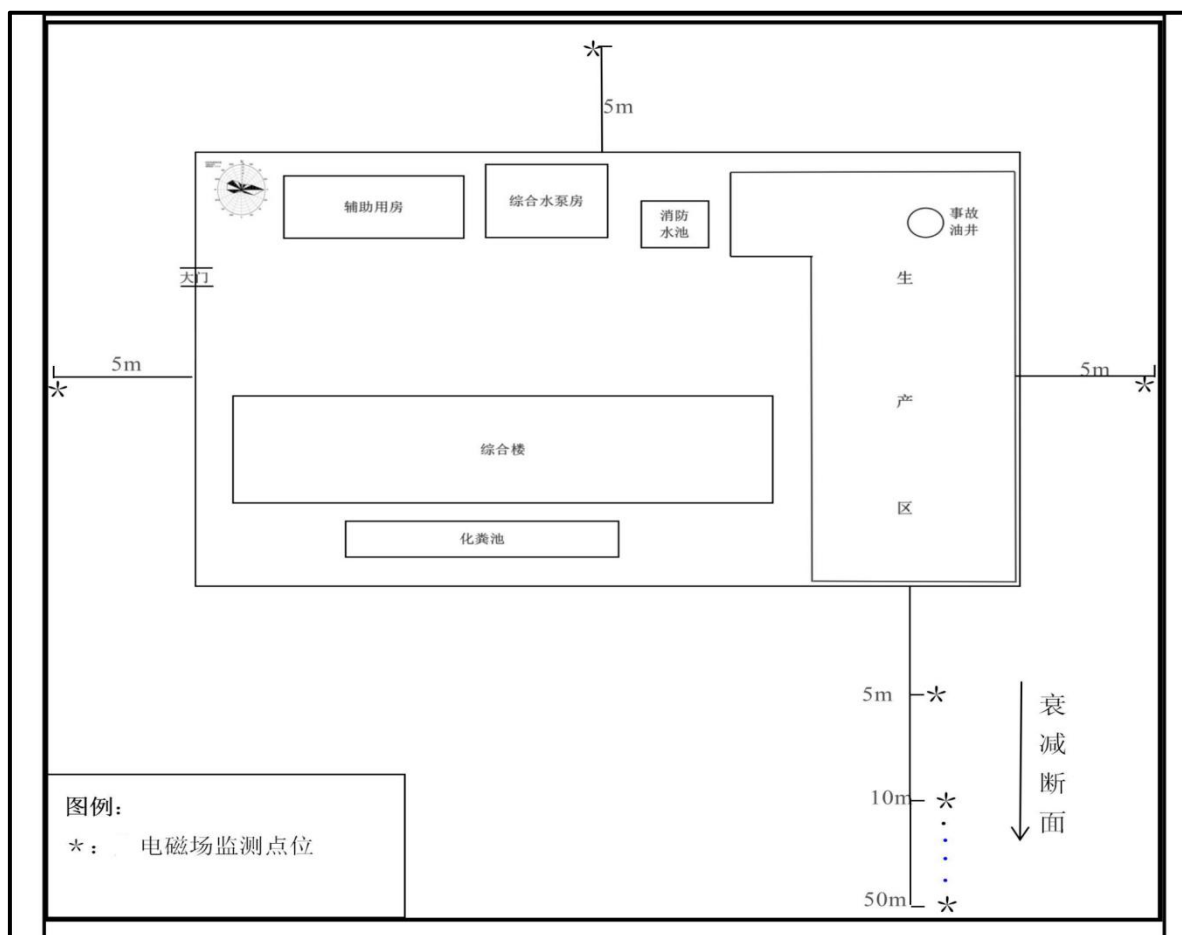 *
5m
辅助用房
综合水泵房
消防
水池
事故
油井
大门
生
产
区
5m
*
5m
*
综合楼
化粪池
5m
*
10m
*
50m
*
衰
减
断
面
图例:
*: 电磁场监测点位